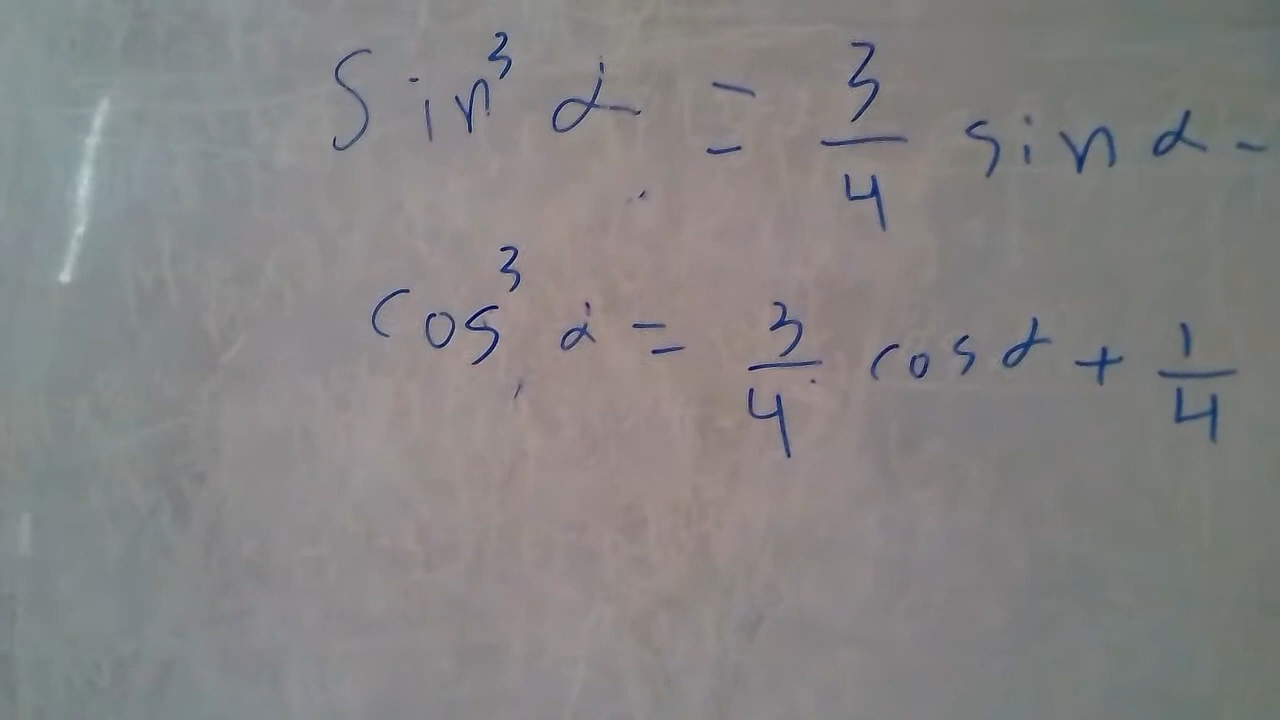 sin³ α = 3/4 sin α -
cos³ α = 3/4 cos α + 1/4